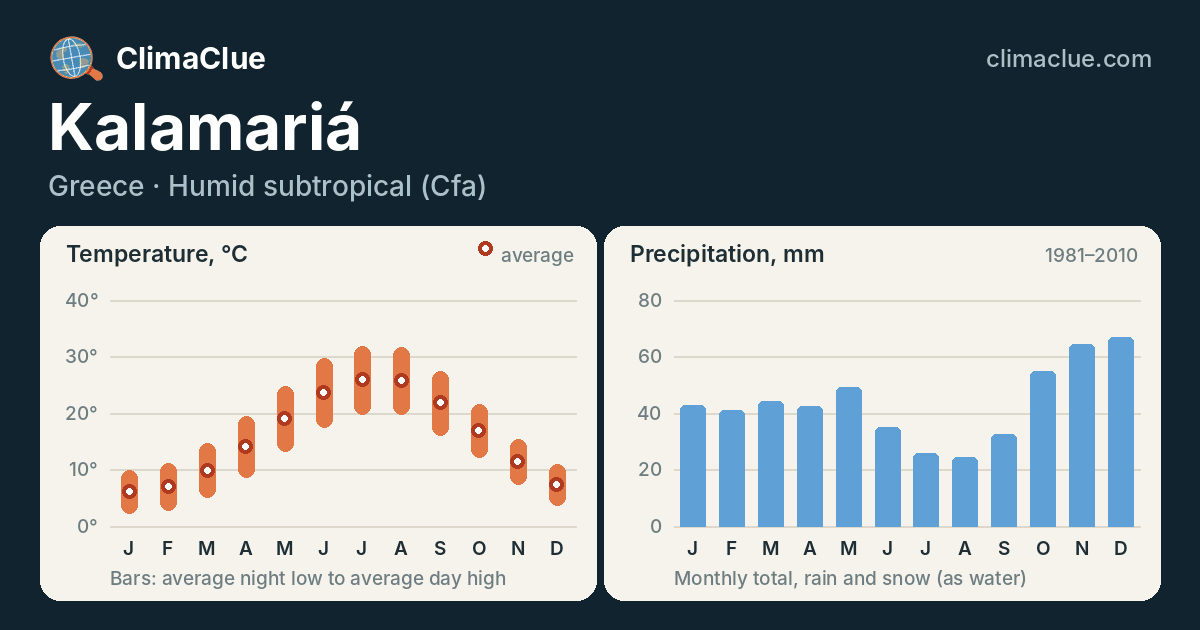 ClimaClue
climaclue.com
Kalamariá
Greece · Humid subtropical (Cfa)
Temperature, °C
average
40°
30°
20°
10°
0°
J F M A M J J A S O N D
Bars: average night low to average day high
Precipitation, mm
1981–2010
80
60
40
20
0
J F M A M J J A S O N D
Monthly total, rain and snow (as water)